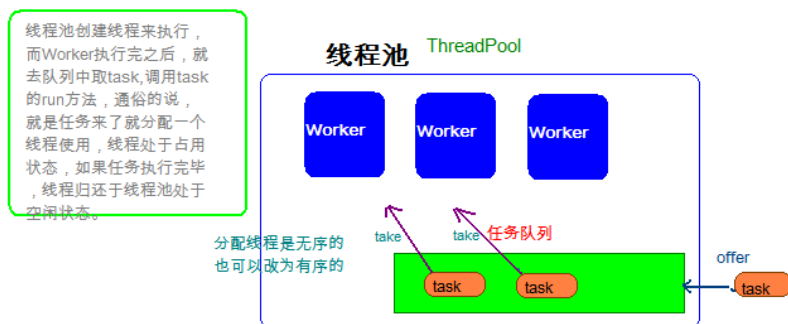 线程池创建线程来执行，
而Worker执行完之后，就
去队列中取task,调用task
的run方法，通俗的说，
就是任务来了就分配一个
线程使用，线程处于占用
状态，如果任务执行完毕
，线程归还于线程池处于
空闲状态。
线程池 ThreadPool
Worker
Worker
Worker
分配线程是无序的
也可以改为有序的
take
take
任务队列
offer
task
task
task